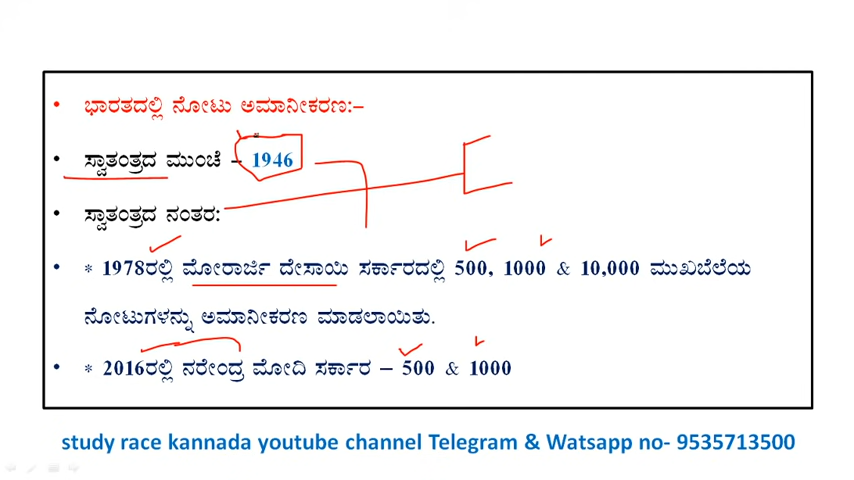 • ಭಾರತದಲ್ಲಿ ನೋಟು ಅಮಾನೀಕರಣ:–
• ಸ್ವಾತಂತ್ರದ ಮುಂಚೆ – 1946
• ಸ್ವಾತಂತ್ರದ ನಂತರ:
• * 1978ರಲ್ಲಿ ಮೋರಾರ್ಜಿ ದೇಸಾಯಿ ಸರ್ಕಾರದಲ್ಲಿ 500, 1000 & 10,000 ಮುಖಬೆಲೆಯ
ನೋಟುಗಳನ್ನು ಅಮಾನೀಕರಣ ಮಾಡಲಾಯಿತು.
• * 2016ರಲ್ಲಿ ನರೇಂದ್ರ ಮೋದಿ ಸರ್ಕಾರ – 500 & 1000
study race kannada youtube channel Telegram & Watsapp no- 9535713500